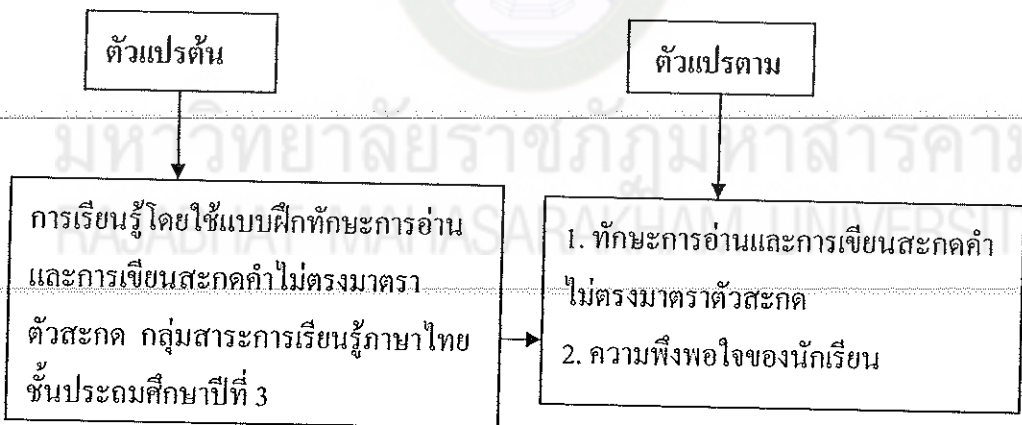 ตัวแปรต้น
ตัวแปรตาม
มหาวิทยาลัยราชภัฏมหาสารคาม
RAJABHAT MAHASARAKHAM UNIVERSIT
การเรียนรู้โดยใช้แบบฝึกทักษะการอ่าน
และการเขียนสะกดคำไม่ตรงมาตรา
ตัวสะกด กลุ่มสาระการเรียนรู้ภาษาไทย
ชั้นประถมศึกษาปีที่ 3
1. ทักษะการอ่านและการเขียนสะกดคำ
ไม่ตรงมาตราตัวสะกด
2. ความพึงพอใจของนักเรียน